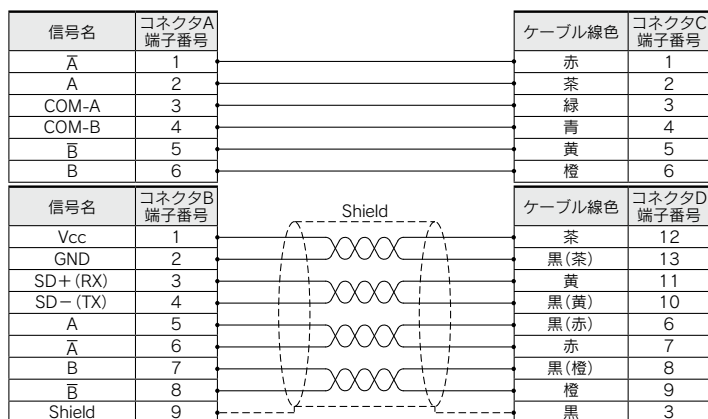 信号名 コネクタA端子番号 ケーブル線色 コネクタC端子番号
A̅ 1 赤 1
A 2 茶 2
COM-A 3 緑 3
COM-B 4 青 4
B̅ 5 黄 5
B 6 橙 6
信号名 コネクタB端子番号 Shield ケーブル線色 コネクタD端子番号
Vcc 1 茶 12
GND 2 黒(茶) 13
SD+(RX) 3 黄 11
SD−(TX) 4 黒(黄) 10
A 5 黒(赤) 6
A̅ 6 赤 7
B 7 黒(橙) 8
B̅ 8 橙 9
Shield 9 黒 3